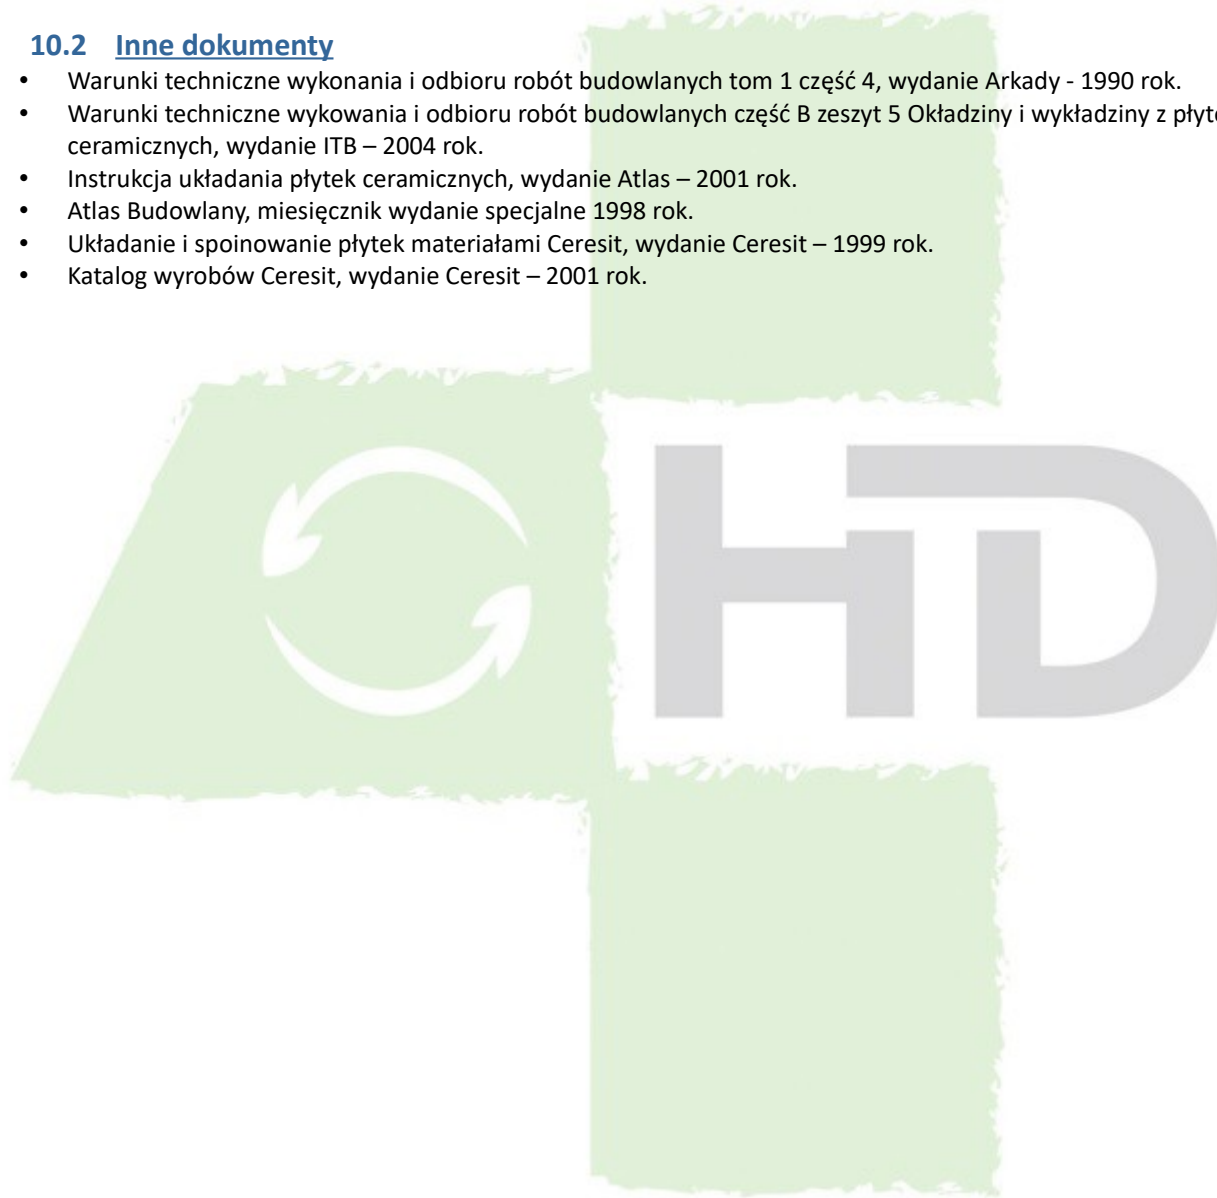 10.2 Inne dokumenty
• Warunki techniczne wykonania i odbioru robót budowlanych tom 1 część 4, wydanie Arkady - 1990 rok.
• Warunki techniczne wykowania i odbioru robót budowlanych część B zeszyt 5 Okładziny i wykładziny z płyte
ceramicznych, wydanie ITB – 2004 rok.
• Instrukcja układania płytek ceramicznych, wydanie Atlas – 2001 rok.
• Atlas Budowlany, miesięcznik wydanie specjalne 1998 rok.
• Układanie i spoinowanie płytek materiałami Ceresit, wydanie Ceresit – 1999 rok.
• Katalog wyrobów Ceresit, wydanie Ceresit – 2001 rok.
HD